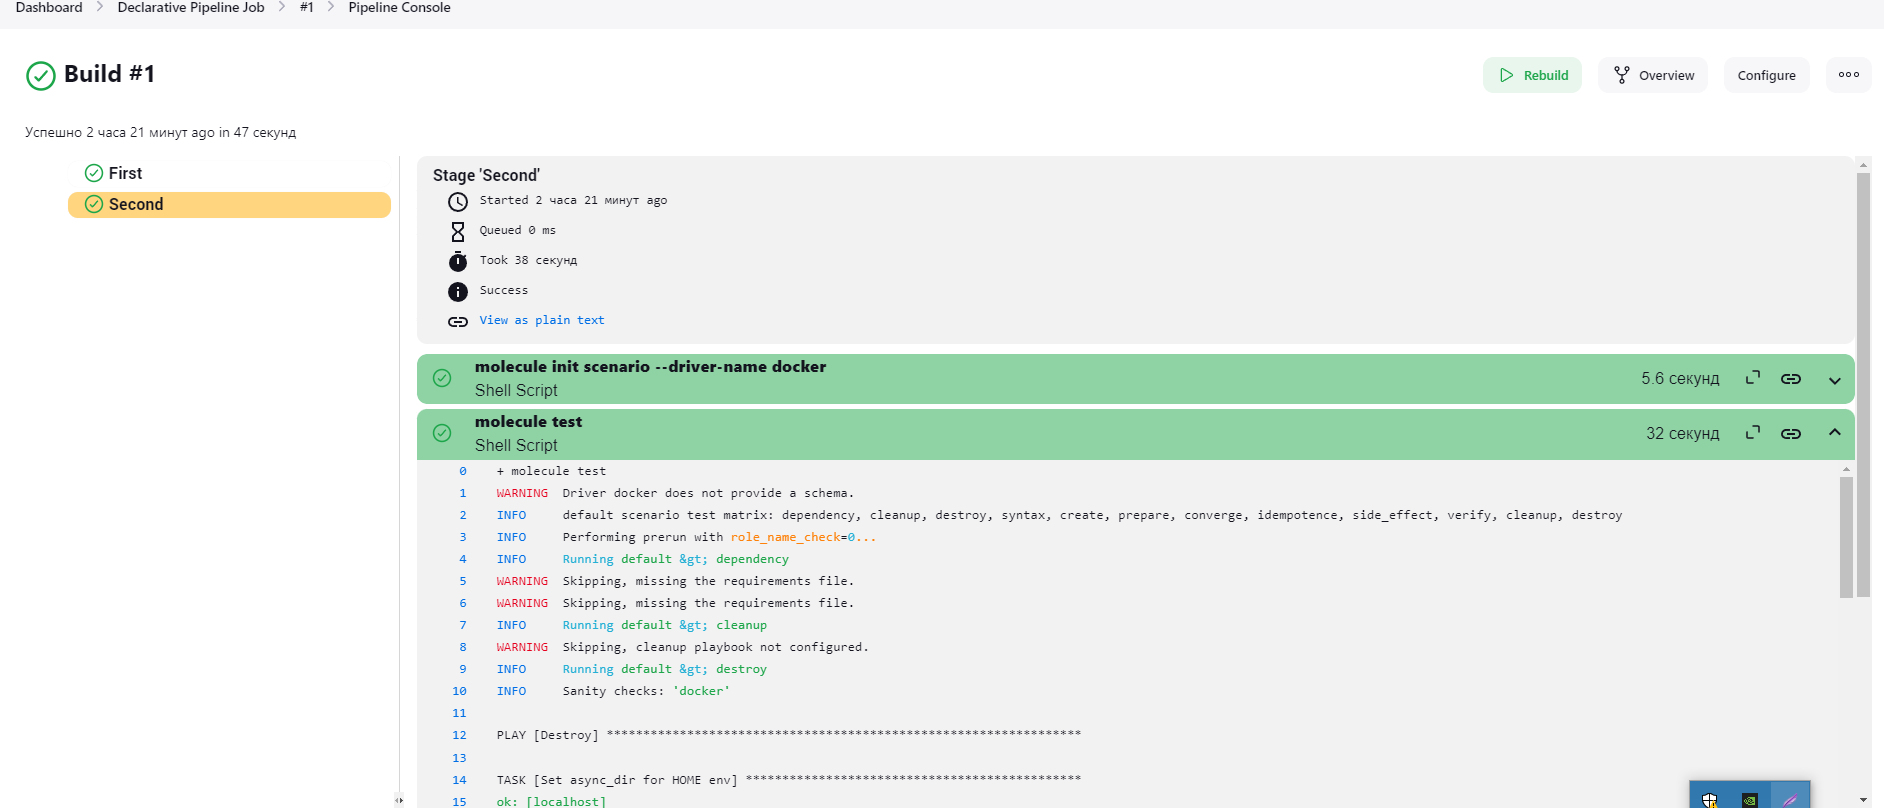 Dashboard > Declarative Pipeline Job > #1 > Pipeline Console
Build #1
Rebuild
Overview
Configure
Успешно 2 часа 21 минут ago in 47 секунд
First
Second
Stage 'Second'
Started 2 часа 21 минут ago
Queued 0 ms
Took 38 секунд
Success
View as plain text
molecule init scenario --driver-name docker
Shell Script
5.6 секунд
molecule test
Shell Script
32 секунд
0 + molecule test
1 WARNING Driver docker does not provide a schema.
2 INFO default scenario test matrix: dependency, cleanup, destroy, syntax, create, prepare, converge, idempotence, side_effect, verify, cleanup, destroy
3 INFO Performing prerun with role_name_check=0...
4 INFO Running default &gt; dependency
5 WARNING Skipping, missing the requirements file.
6 WARNING Skipping, missing the requirements file.
7 INFO Running default &gt; cleanup
8 WARNING Skipping, cleanup playbook not configured.
9 INFO Running default &gt; destroy
10 INFO Sanity checks: 'docker'
11
12 PLAY [Destroy] *****************************************************************
13
14 TASK [Set async_dir for HOME env] **********************************************
15 ok: [localhost]